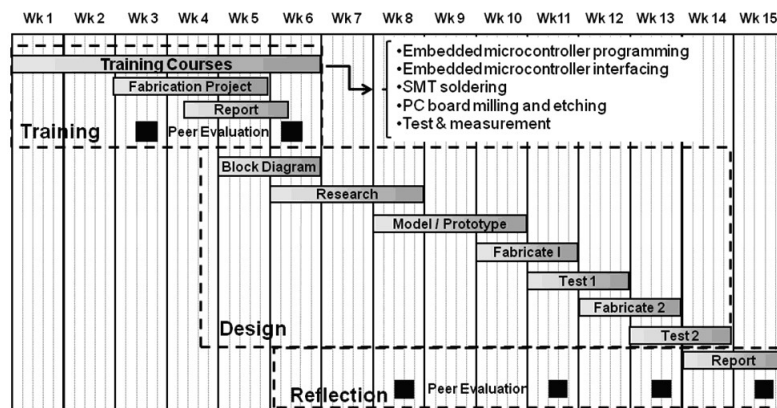 Wk 1 Wk 2 Wk 3 Wk 4 Wk 5 Wk 6 Wk 7 Wk 8 Wk 9 Wk 10 Wk 11 Wk 12 Wk 13 Wk 14 Wk 15
Training Courses
•Embedded microcontroller programming
•Embedded microcontroller interfacing
•SMT soldering
•PC board milling and etching
•Test & measurement
Fabrication Project
Report
Training
Peer Evaluation
Block Diagram
Research
Model / Prototype
Fabricate I
Test 1
Fabricate 2
Design
Test 2
Report
Reflection
Peer Evaluation